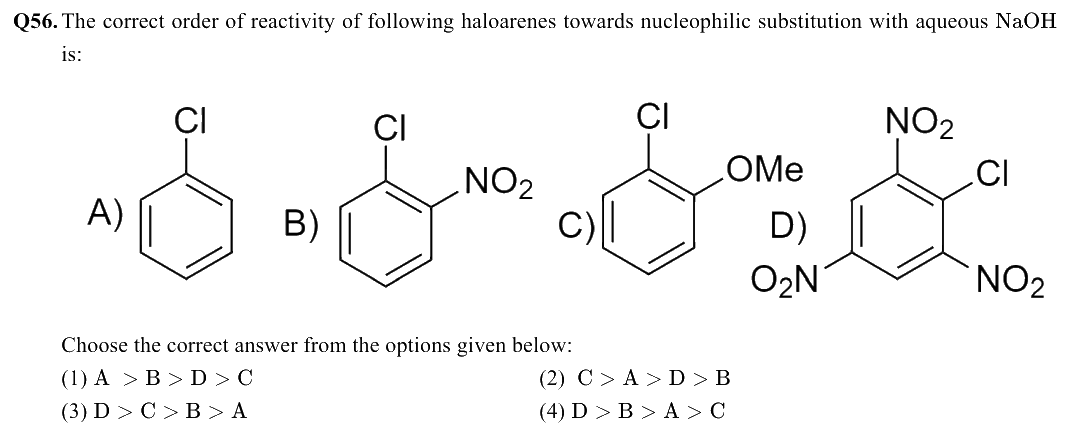 Q56. The correct order of reactivity of following haloarenes towards nucleophilic substitution with aqueous NaOH
is:
Cl
A)
Cl
NO2
B)
Cl
OMe
C)
NO2
Cl
D)
O2N
NO2
Choose the correct answer from the options given below:
(1) A > B > D > C
(2) C > A > D > B
(3) D > C > B > A
(4) D > B > A > C